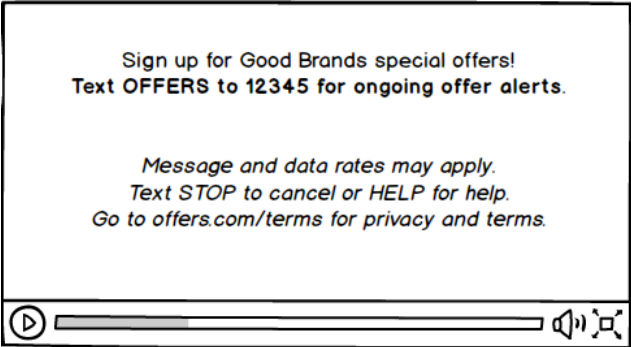 Sign up for Good Brands special offers!
Text OFFERS to 12345 for ongoing offer alerts.
Message and data rates may apply.
Text STOP to cancel or HELP for help.
Go to offers.com/terms for privacy and terms.